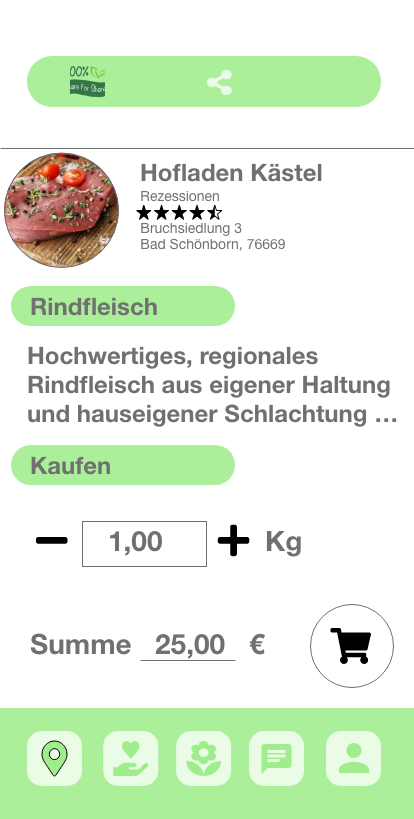 00%
are For Share
Hofladen Kästel
Rezessionen
Bruchsiedlung 3
Bad Schönborn, 76669
Rindfleisch
Hochwertiges, regionales
Rindfleisch aus eigener Haltung
und hauseigener Schlachtung ...
Kaufen
1,00 Kg
Summe 25,00 €